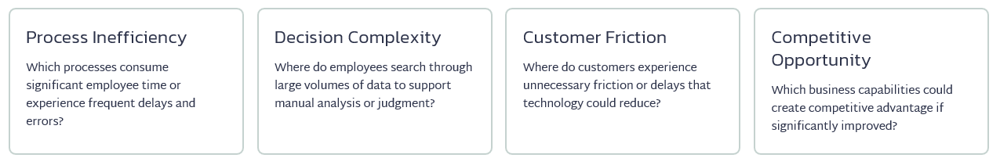 Process Inefficiency
Which processes consume
significant employee time or
experience frequent delays and
errors?
Decision Complexity
Where do employees search through
large volumes of data to support
manual analysis or judgment?
Customer Friction
Where do customers experience
unnecessary friction or delays that
technology could reduce?
Competitive
Opportunity
Which business capabilities could
create competitive advantage if
significantly improved?